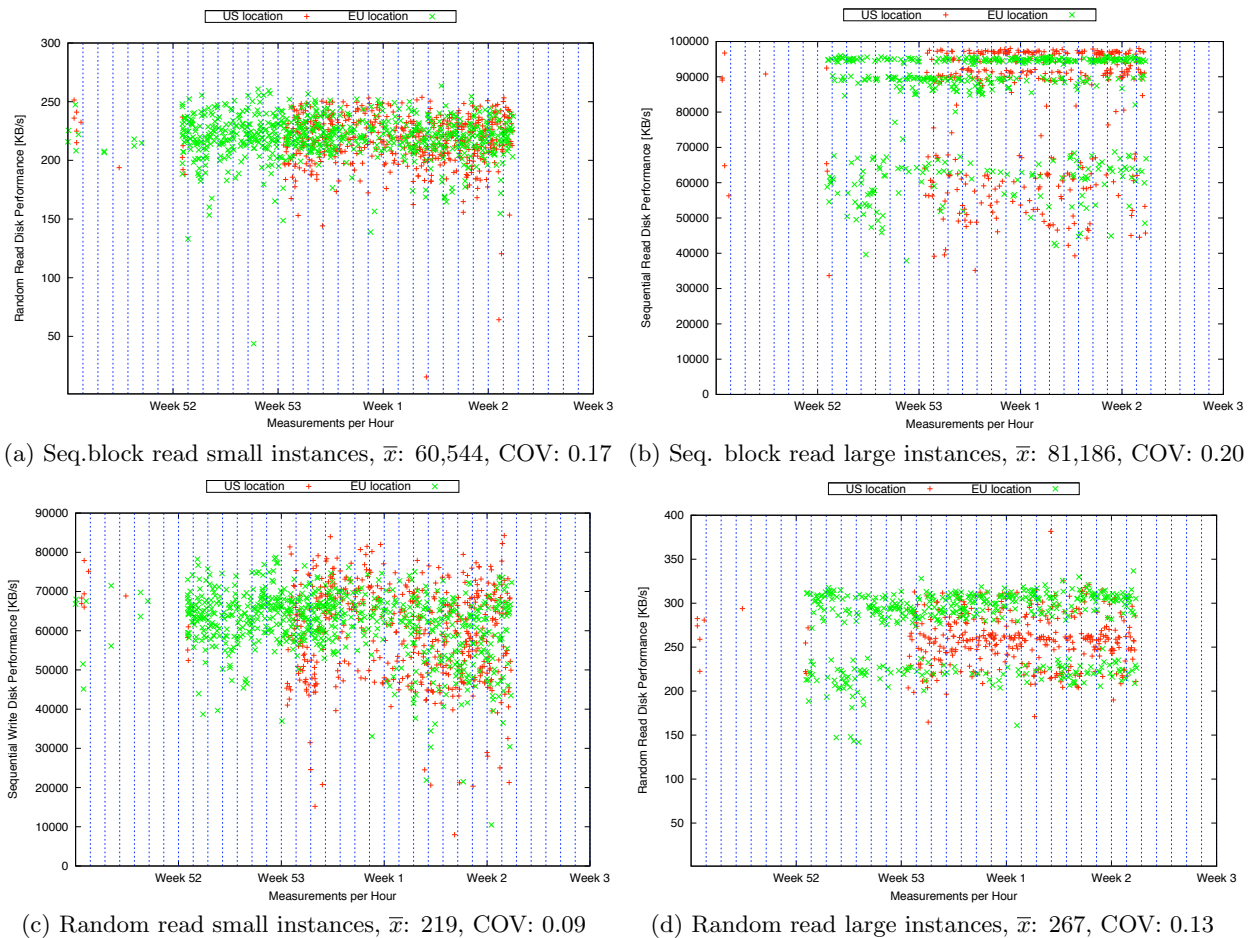 US location EU location
300
250
200
150
100
50
Random Read Disk Performance [KB/s]
Week 52 Week 53 Week 1 Week 2 Week 3
Measurements per Hour
US location EU location
100000
90000
80000
70000
60000
50000
40000
30000
20000
10000
0
Sequential Read Disk Performance [KB/s]
Week 52 Week 53 Week 1 Week 2 Week 3
Measurements per Hour
(a) Seq.block read small instances, x̅: 60,544, COV: 0.17
(b) Seq. block read large instances, x̅: 81,186, COV: 0.20
US location EU location
90000
80000
70000
60000
50000
40000
30000
20000
10000
0
Sequential Write Disk Performance [KB/s]
Week 52 Week 53 Week 1 Week 2 Week 3
Measurements per Hour
US location EU location
400
350
300
250
200
150
100
50
Random Read Disk Performance [KB/s]
Week 52 Week 53 Week 1 Week 2 Week 3
Measurements per Hour
(c) Random read small instances, x̅: 219, COV: 0.09
(d) Random read large instances, x̅: 267, COV: 0.13